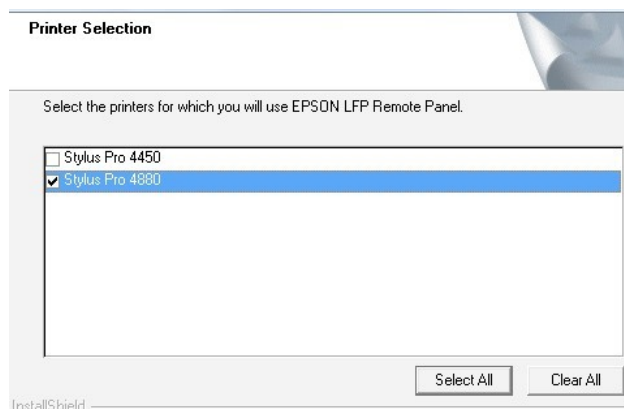 Printer Selection
Select the printers for which you will use EPSON LFP Remote Panel.
Stylus Pro 4450
Stylus Pro 4880
Select All Clear All
InstallShield